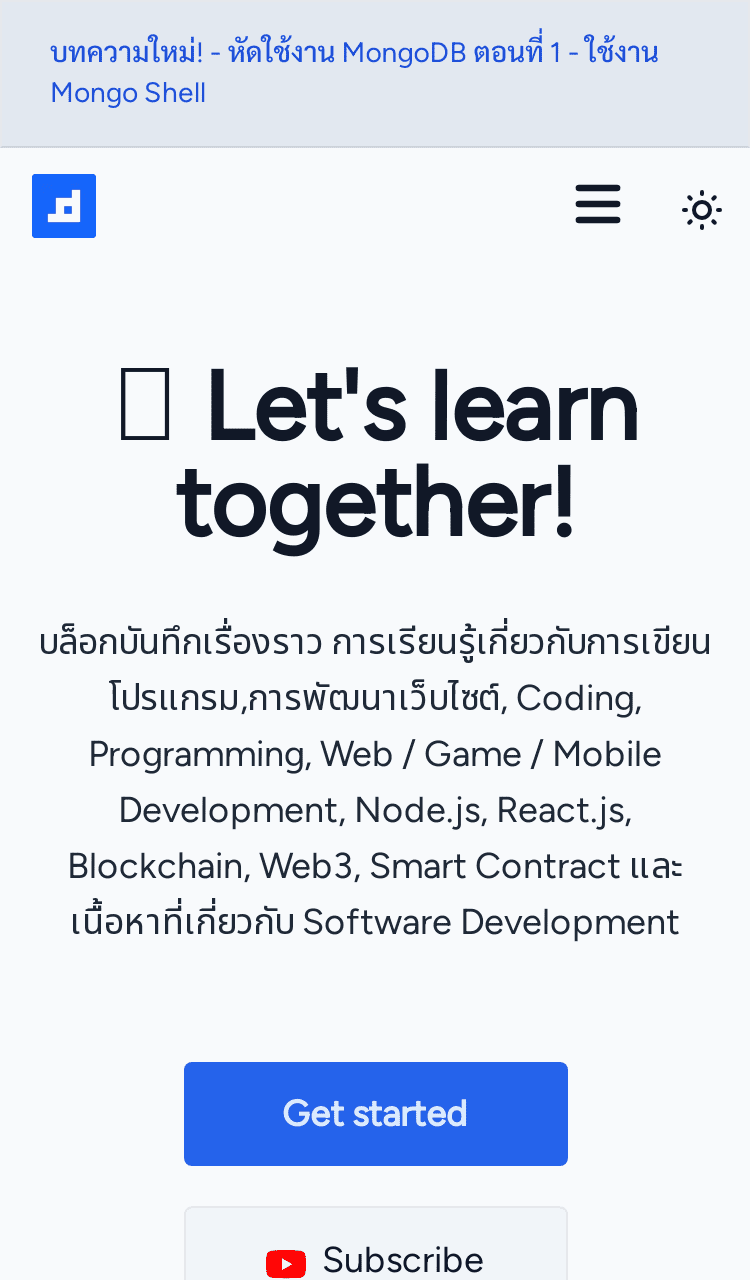 บทความใหม่! - หัดใช้งาน MongoDB ตอนที่ 1 - ใช้งาน
Mongo Shell
Let's learn
together!
บล็อกบันทึกเรื่องราว การเรียนรู้เกี่ยวกับการเขียน
โปรแกรม,การพัฒนาเว็บไซต์, Coding,
Programming, Web / Game / Mobile
Development, Node.js, React.js,
Blockchain, Web3, Smart Contract และ
เนื้อหาที่เกี่ยวกับ Software Development
Get started
Subscribe